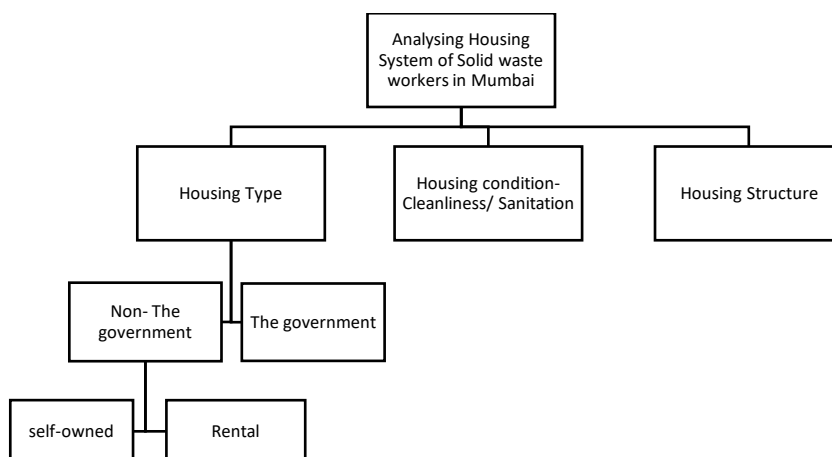 Analysing Housing
System of Solid waste
workers in Mumbai
Housing Type
Housing condition-
Cleanliness/ Sanitation
Housing Structure
Non- The
government
The government
self-owned
Rental